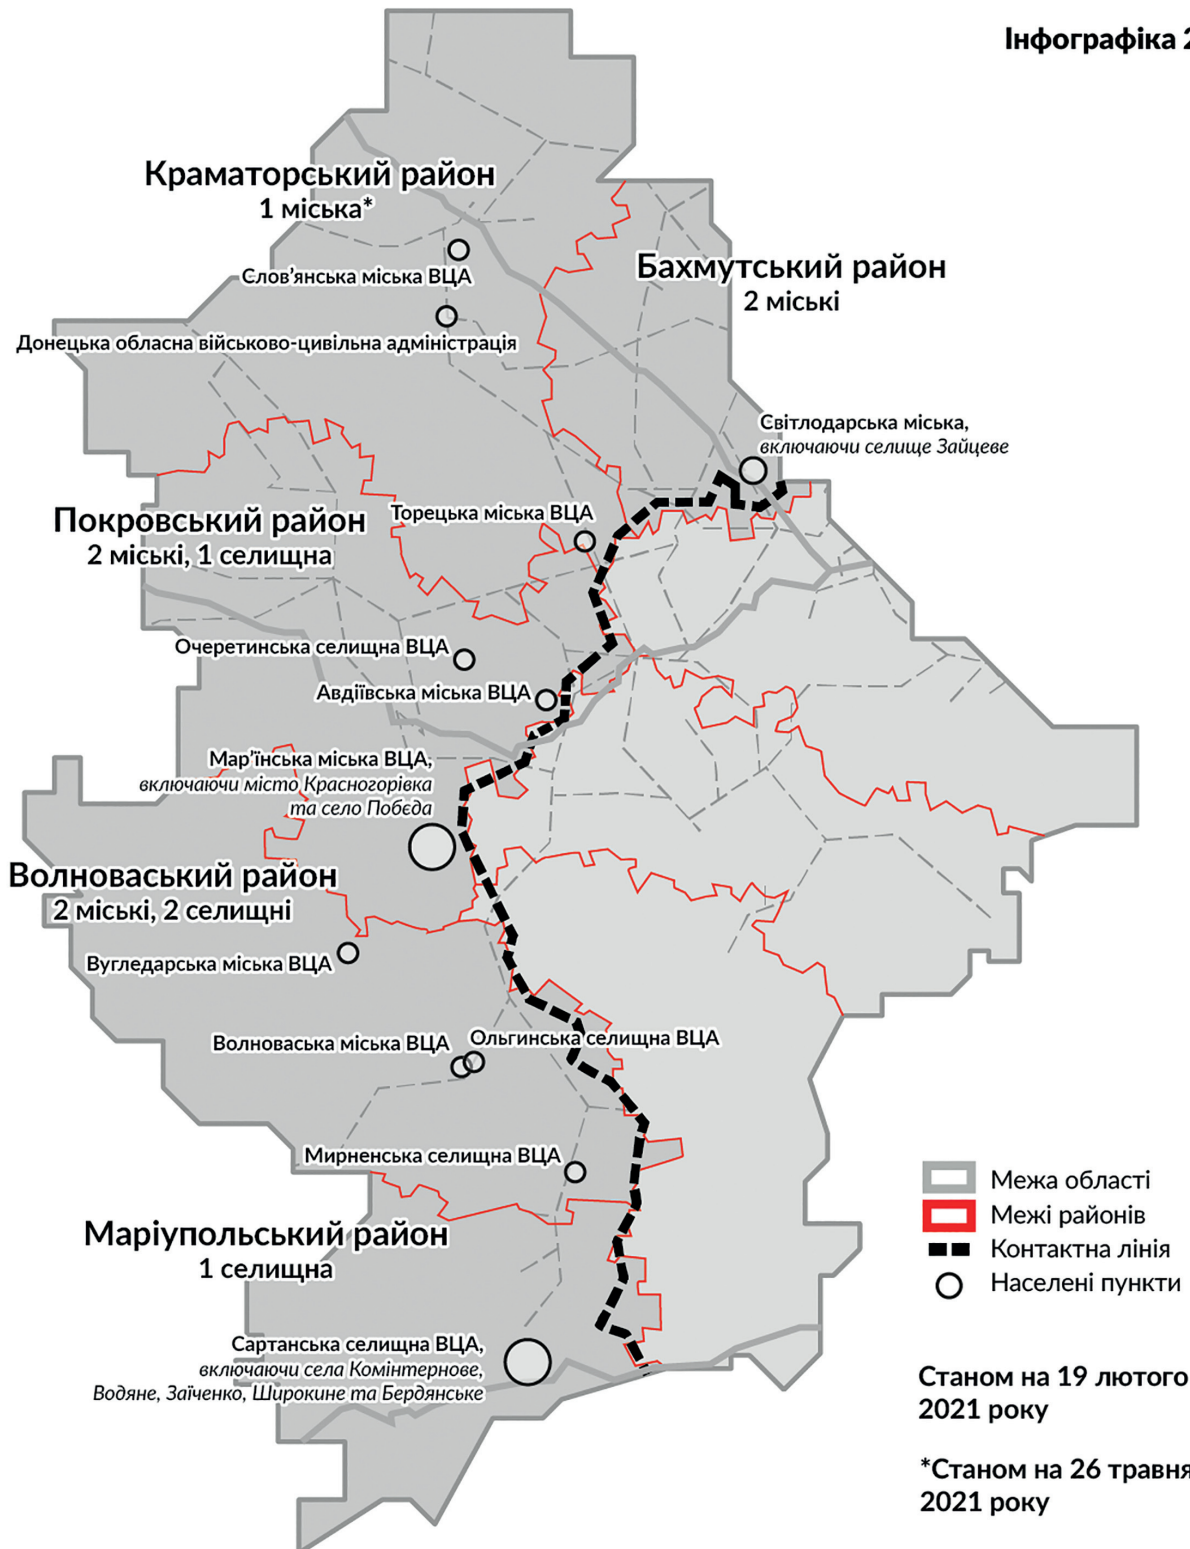 Інфографіка 2
Краматорський район
1 міська*
Слов’янська міська ВЦА
Донецька обласна військово-цивільна адміністрація
Бахмутський район
2 міські
Світлодарська міська,
включаючи селище Зайцеве
Торецька міська ВЦА
Покровський район
2 міські, 1 селищна
Очеретинська селищна ВЦА
Авдіївська міська ВЦА
Мар’їнська міська ВЦА,
включаючи місто Красногорівка
та село Побєда
Волноваський район
2 міські, 2 селищні
Вугледарська міська ВЦА
Волноваська міська ВЦА
Ольгинська селищна ВЦА
Мирненська селищна ВЦА
Маріупольський район
1 селищна
Сартанська селищна ВЦА,
включаючи села Комінтернове,
Водяне, Заїченко, Широкине та Бердянське
Межа області
Межі районів
Контактна лінія
Населені пункти
Станом на 19 лютого
2021 року
*Станом на 26 травня
2021 року